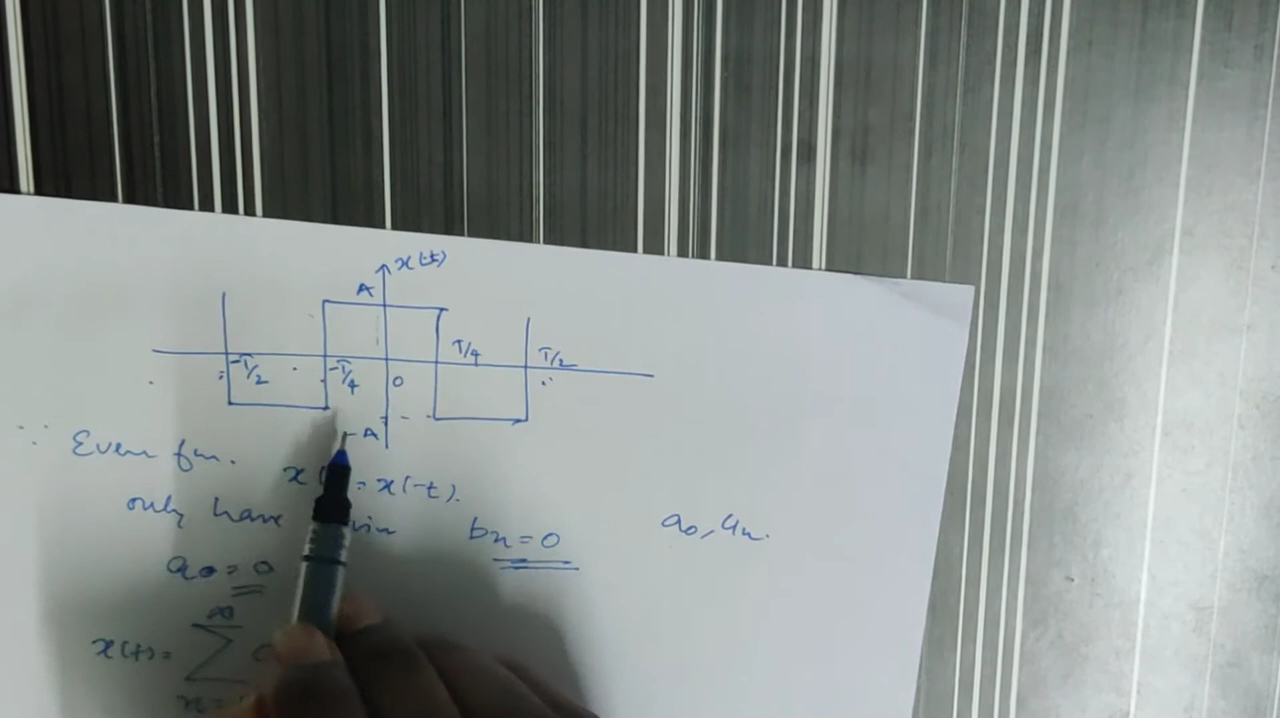 x(t)
A
-T/2 -T/4 0 T/4 T/2
-A
∵ Even fn.
x = x(-t).
only have bn = 0 a0, an.
a0 = 0
x(t) = ∑ ∞